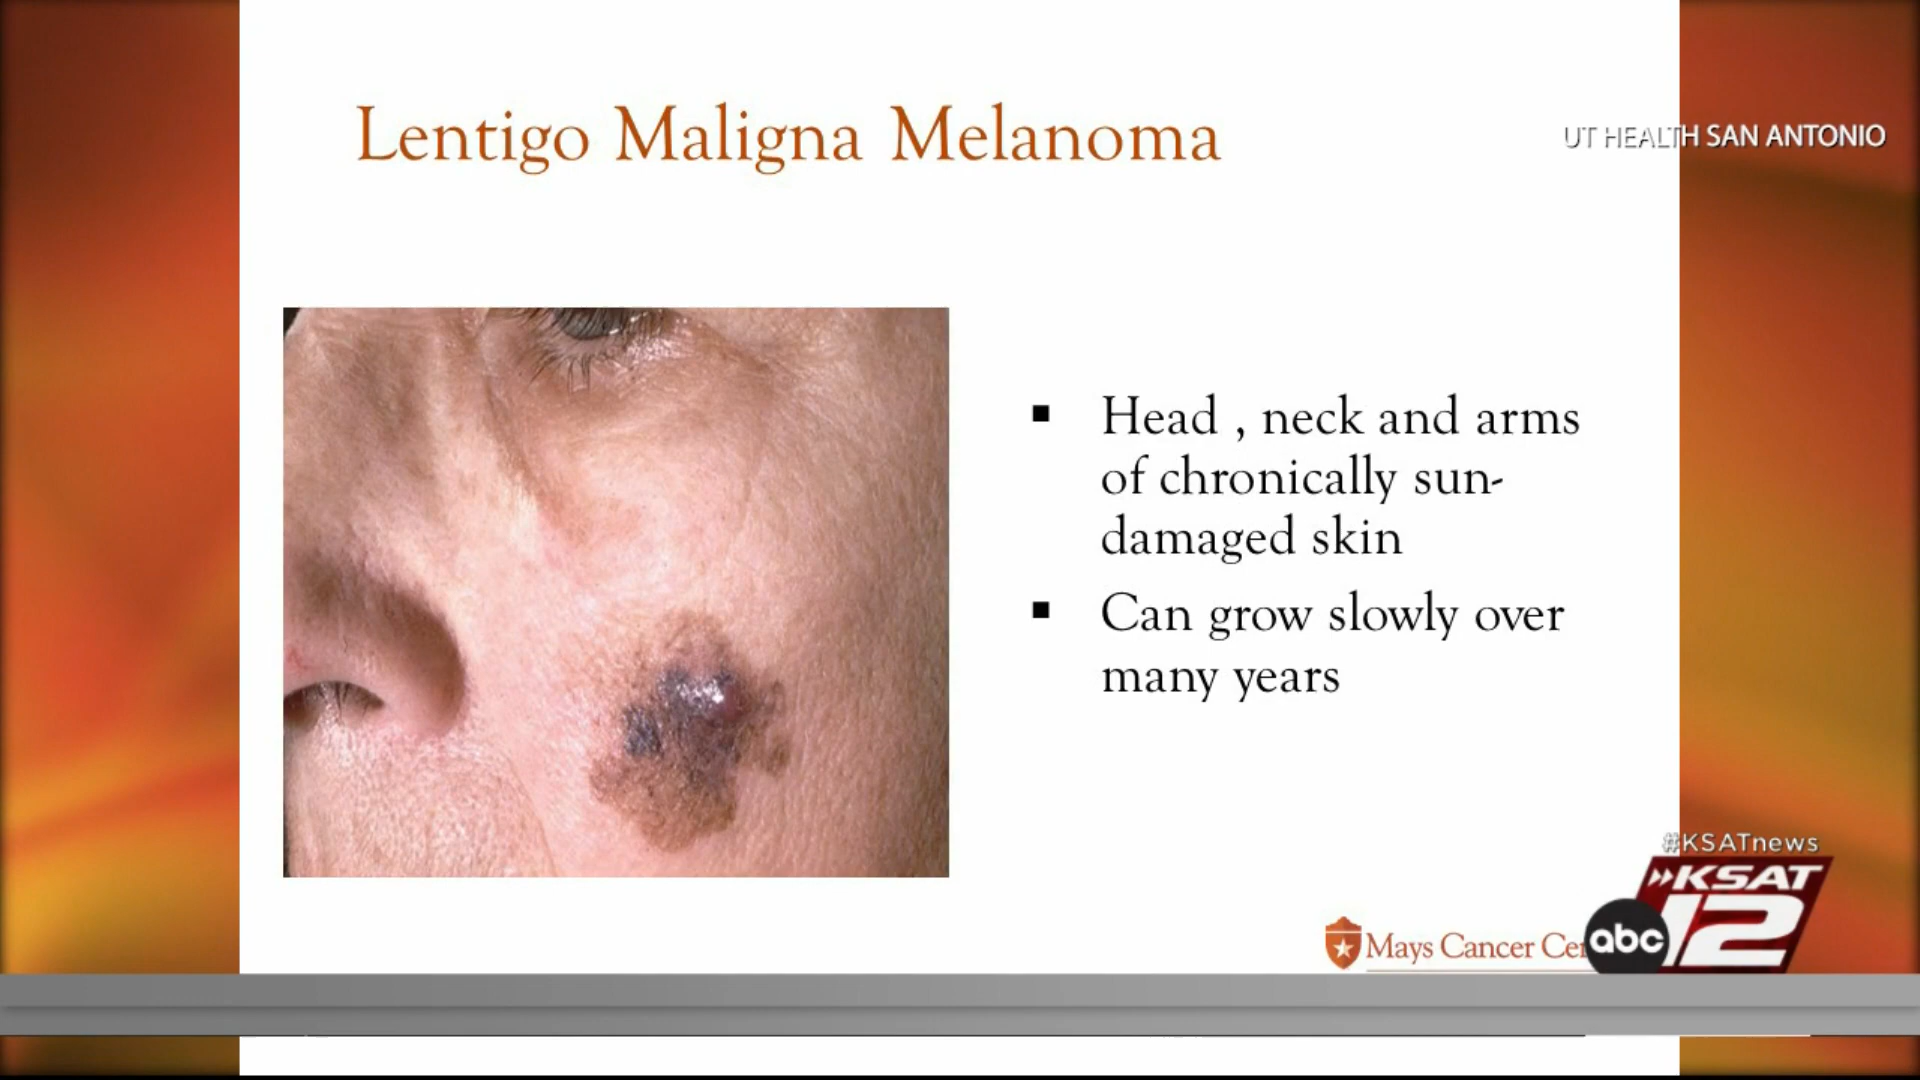 Lentigo Maligna Melanoma
UT HEALTH SAN ANTONIO
▪ Head , neck and arms
of chronically sun-
damaged skin
▪ Can grow slowly over
many years
#KSATnews
KSAT
abc 12
Mays Cancer